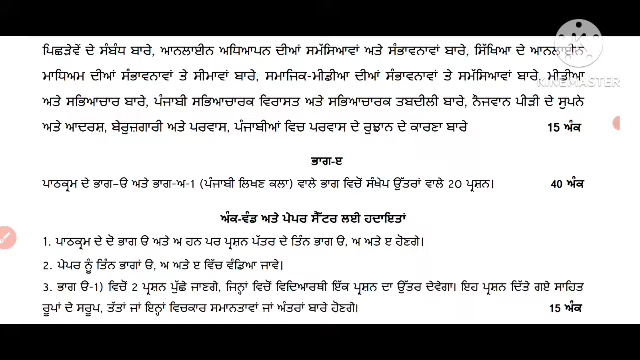 ਪਿਛੜੇਵੇਂ ਦੇ ਸੰਬੰਧ ਬਾਰੇ, ਆਨਲਾਈਨ ਅਧਿਆਪਨ ਦੀਆਂ ਸਮੱਸਿਆਵਾਂ ਅਤੇ ਸੰਭਾਵਨਾਵਾਂ ਬਾਰੇ, ਸਿੱਖਿਆ ਦੇ ਆਨਲਾਈਨ
ਮਾਧਿਅਮ ਦੀਆਂ ਸੰਭਾਵਨਾਵਾਂ ਤੇ ਸੀਮਾਵਾਂ ਬਾਰੇ, ਸਮਾਜਿਕ-ਮੀਡੀਆ ਦੀਆਂ ਸੰਭਾਵਨਾਵਾਂ ਤੇ ਸਮੱਸਿਆਵਾਂ ਬਾਰੇ, ਮੀਡੀਆ
ਅਤੇ ਸਭਿਆਚਾਰ ਬਾਰੇ, ਪੰਜਾਬੀ ਸਭਿਆਚਾਰਕ ਵਿਰਾਸਤ ਅਤੇ ਸਭਿਆਚਾਰਕ ਤਬਦੀਲੀ ਬਾਰੇ, ਨੌਜਵਾਨ ਪੀੜੀ ਦੇ ਸੁਪਨੇ
ਅਤੇ ਆਦਰਸ਼, ਬੇਰੁਜ਼ਗਾਰੀ ਅਤੇ ਪਰਵਾਸ, ਪੰਜਾਬੀਆਂ ਵਿਚ ਪਰਵਾਸ ਦੇ ਰੁਝਾਨ ਦੇ ਕਾਰਣਾ ਬਾਰੇ 15 ਅੰਕ
ਭਾਗ-ੲ
ਪਾਠਕ੍ਰਮ ਦੇ ਭਾਗ-ੳ ਅਤੇ ਭਾਗ-ਅ-1 (ਪੰਜਾਬੀ ਲਿਖਣ ਕਲਾ) ਵਾਲੇ ਭਾਗ ਵਿਚੋਂ ਸੰਖੇਪ ਉੱਤਰਾਂ ਵਾਲੇ 20 ਪ੍ਰਸ਼ਨ। 40 ਅੰਕ
ਅੰਕ-ਵੰਡ ਅਤੇ ਪੇਪਰ ਸੈੱਟਰ ਲਈ ਹਦਾਇਤਾਂ
1. ਪਾਠਕ੍ਰਮ ਦੇ ਦੋ ਭਾਗ ੳ ਅਤੇ ਅ ਹਨ ਪਰ ਪ੍ਰਸ਼ਨ ਪੱਤਰ ਦੇ ਤਿੰਨ ਭਾਗ ੳ, ਅ ਅਤੇ ੲ ਹੋਣਗੇ।
2. ਪੇਪਰ ਨੂੰ ਤਿੰਨ ਭਾਗਾਂ ੳ, ਅ ਅਤੇ ੲ ਵਿੱਚ ਵੰਡਿਆ ਜਾਵੇ।
3. ਭਾਗ ੳ-1) ਵਿਚੋਂ 2 ਪ੍ਰਸ਼ਨ ਪੁੱਛੇ ਜਾਣਗੇ, ਜਿਨ੍ਹਾਂ ਵਿਚੋਂ ਵਿਦਿਆਰਥੀ ਇੱਕ ਪ੍ਰਸ਼ਨ ਦਾ ਉੱਤਰ ਦੇਵੇਗਾ। ਇਹ ਪ੍ਰਸ਼ਨ ਦਿੱਤੇ ਗਏ ਸਾਹਿਤ
ਰੂਪਾਂ ਦੇ ਸਰੂਪ, ਤੱਤਾਂ ਜਾਂ ਇਨ੍ਹਾਂ ਵਿਚਕਾਰ ਸਮਾਨਤਾਵਾਂ ਜਾਂ ਅੰਤਰਾਂ ਬਾਰੇ ਹੋਣਗੇ। 15 ਅੰਕ
KINEMASTER